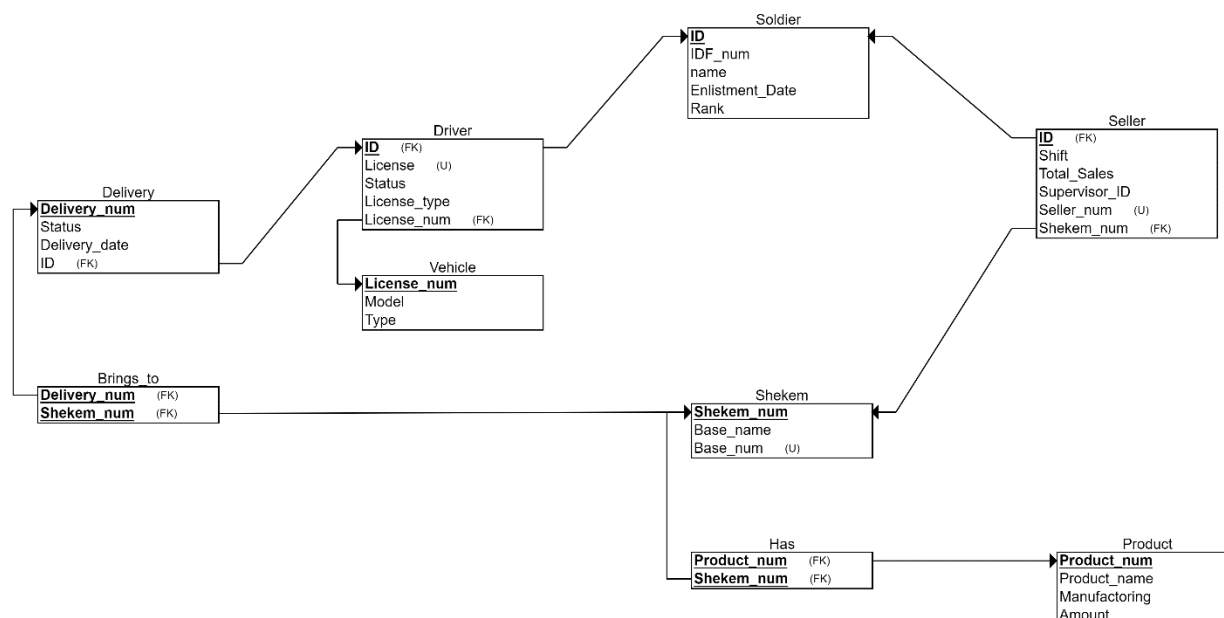 Soldier
ID
IDF_num
name
Enlistment_Date
Rank
Driver
ID (FK)
License (U)
Status
License_type
License_num (FK)
Seller
ID (FK)
Shift
Total_Sales
Supervisor_ID
Seller_num (U)
Shekem_num (FK)
Delivery
Delivery_num
Status
Delivery_date
ID (FK)
Vehicle
License_num
Model
Type
Brings_to
Delivery_num (FK)
Shekem_num (FK)
Shekem
Shekem_num
Base_name
Base_num (U)
Has
Product_num (FK)
Shekem_num (FK)
Product
Product_num
Product_name
Manufactoring
Amount